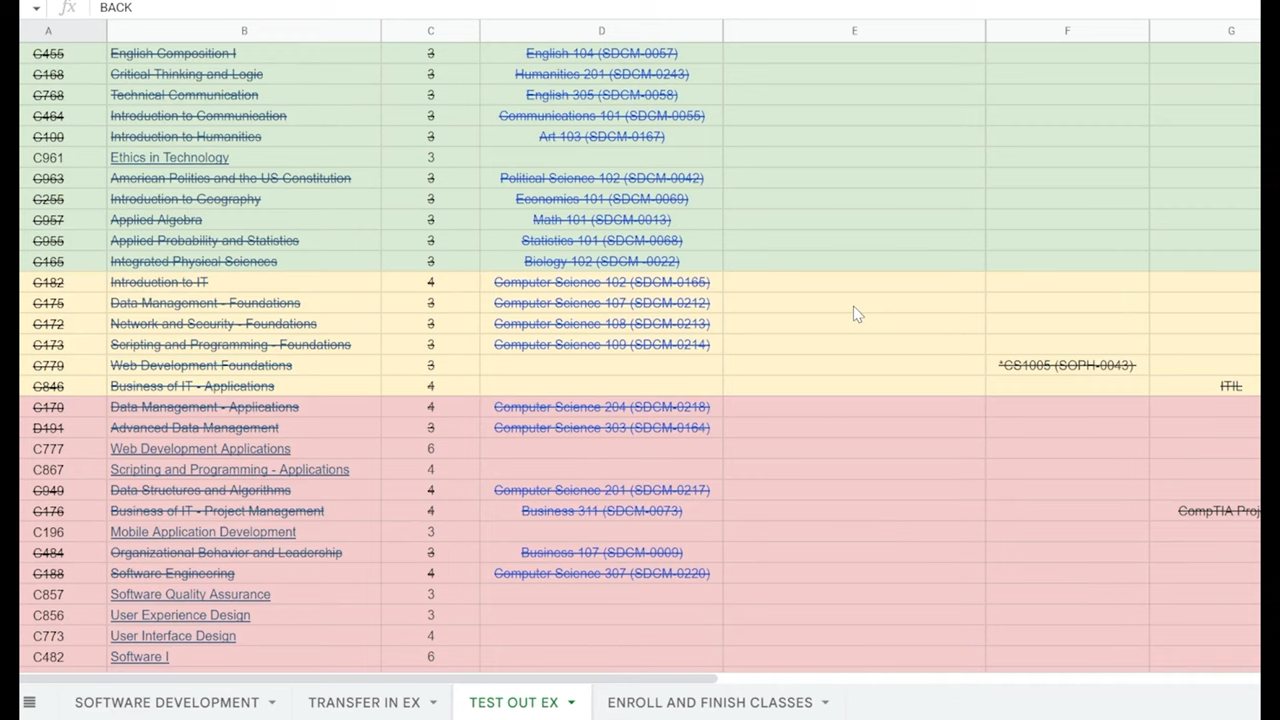 fx BACK
A B C D E F G
C455 English Composition I 3 English 104 (SDCM-0057)
C168 Critical Thinking and Logic 3 Humanities 201 (SDCM-0243)
C768 Technical Communication 3 English 305 (SDCM-0058)
C464 Introduction to Communication 3 Communications 101 (SDCM-0055)
C100 Introduction to Humanities 3 Art 103 (SDCM-0167)
C961 Ethics in Technology 3
C963 American Politics and the US Constitution 3 Political Science 102 (SDCM-0042)
C255 Introduction to Geography 3 Economics 101 (SDCM-0069)
C957 Applied Algebra 3 Math 101 (SDCM-0013)
C955 Applied Probability and Statistics 3 Statistics 101 (SDCM-0068)
C165 Integrated Physical Sciences 3 Biology 102 (SDCM -0022)
C182 Introduction to IT 4 Computer Science 102 (SDCM-0165)
C175 Data Management - Foundations 3 Computer Science 107 (SDCM-0212)
C172 Network and Security - Foundations 3 Computer Science 108 (SDCM-0213)
C173 Scripting and Programming - Foundations 3 Computer Science 109 (SDCM-0214)
C779 Web Development Foundations 3 *CS1005 (SOPH-0043)
C846 Business of IT - Applications 4 ITIL
C170 Data Management - Applications 4 Computer Science 204 (SDCM-0218)
D191 Advanced Data Management 3 Computer Science 303 (SDCM-0164)
C777 Web Development Applications 6
C867 Scripting and Programming - Applications 4
C949 Data Structures and Algorithms 4 Computer Science 201 (SDCM-0217)
C176 Business of IT - Project Management 4 Business 311 (SDCM-0073) CompTIA Proj
C196 Mobile Application Development 3
C484 Organizational Behavior and Leadership 3 Business 107 (SDCM-0009)
C188 Software Engineering 4 Computer Science 307 (SDCM-0220)
C857 Software Quality Assurance 3
C856 User Experience Design 3
C773 User Interface Design 4
C482 Software I 6
SOFTWARE DEVELOPMENT TRANSFER IN EX TEST OUT EX ENROLL AND FINISH CLASSES